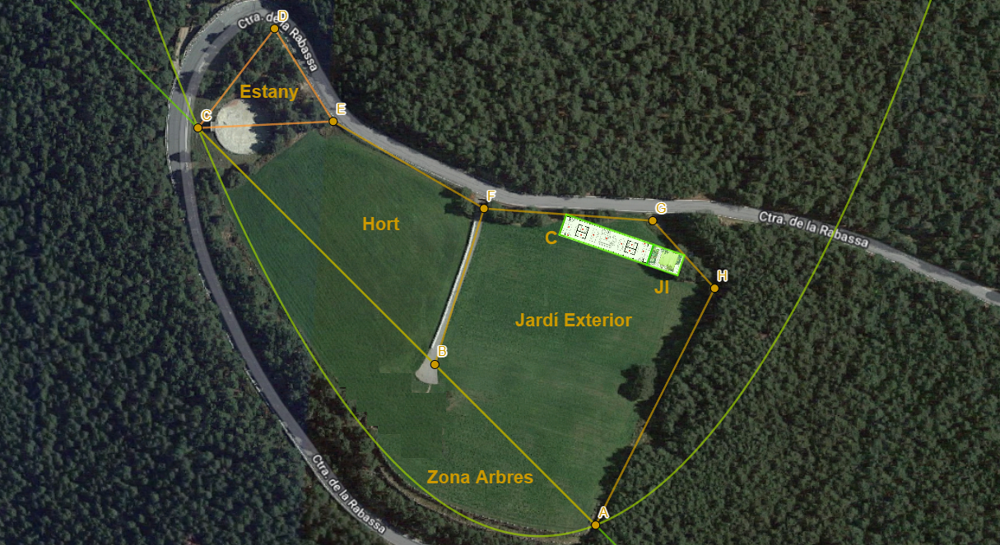 D
Ctra. de la Rabassa
Estany
C
E
F
G
Hort
C
Ctra. de la Rabassa
JI
H
Jardí Exterior
B
Zona Arbres
Ctra. de la Rabassa
A